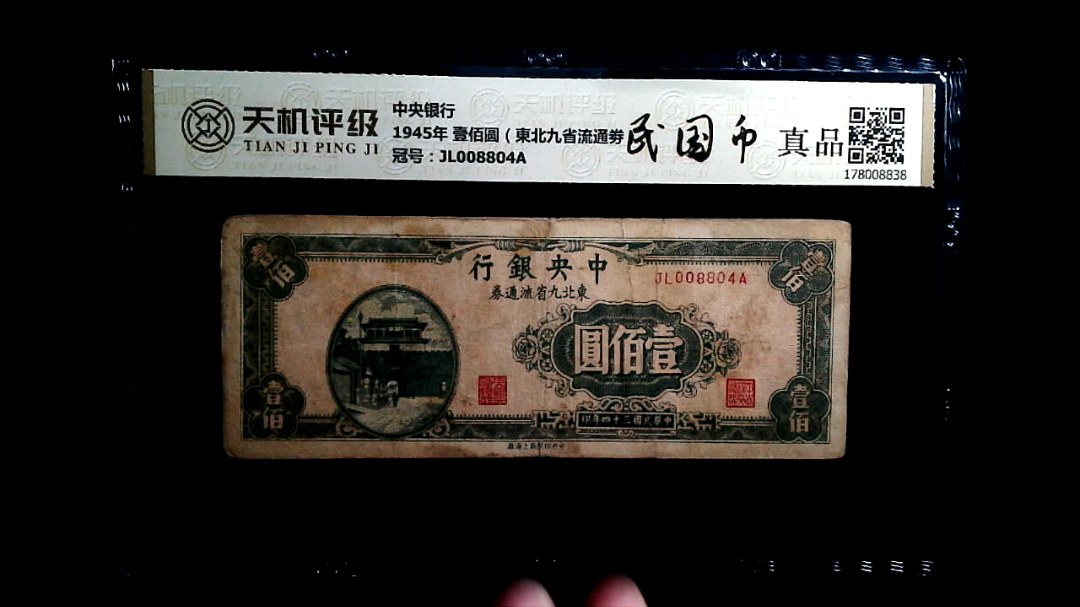 天机评级
TIAN JI PING JI
中央银行
1945年 壹佰圆（東北九省流通券
冠号：JL008804A
民国币
真品
178008838
行銀央中
券通流省九北東
JL008804A
壹佰
壹佰
圓佰壹
壹佰
壹佰
印年四十三國民華中